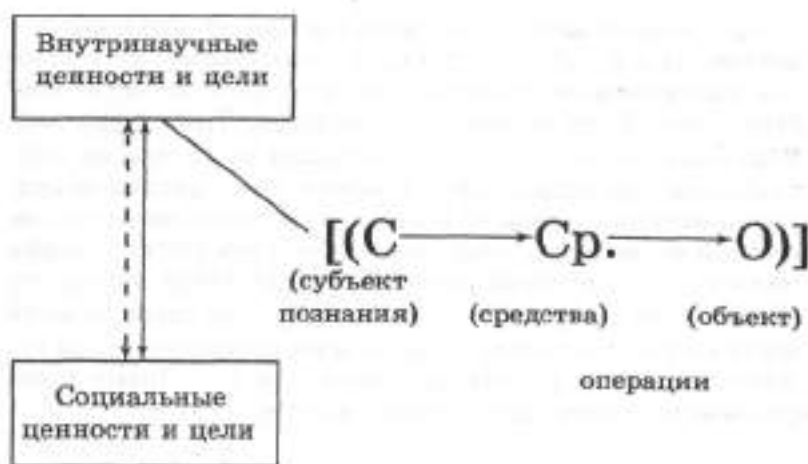 Внутринаучные
ценности и цели
[(С Ср. О)]
(субъект
познания) (средства) (объект)
операции
Социальные
ценности и цели